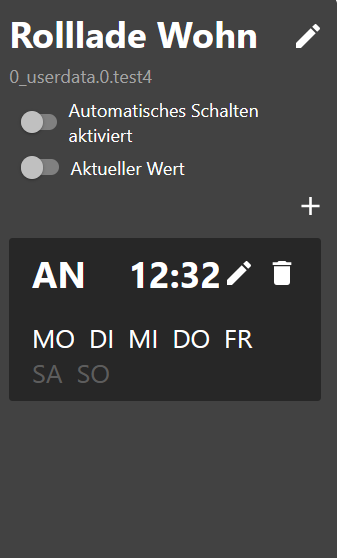 Rolllade Wohn
0_userdata.0.test4
Automatisches Schalten
aktiviert
Aktueller Wert
AN 12:32
MO DI MI DO FR
SA SO